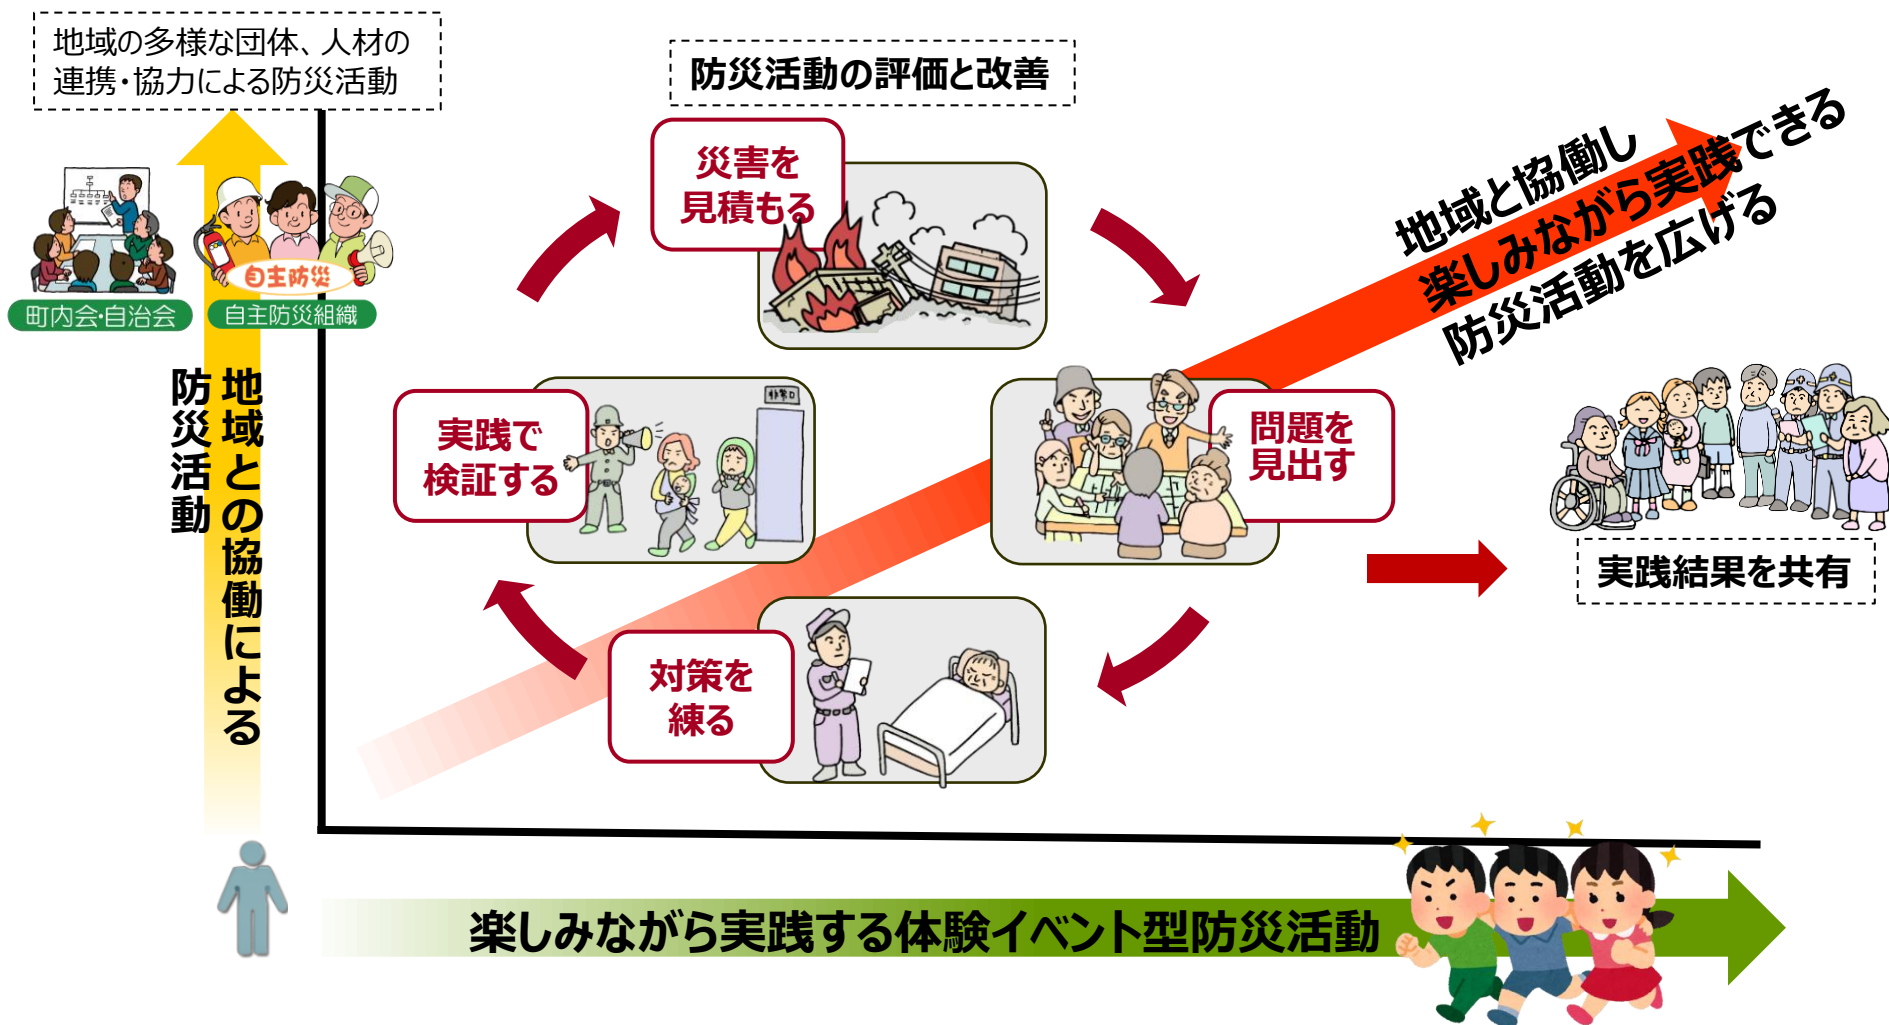 地域の多様な団体、人材の
連携・協力による防災活動
防災活動の評価と改善
災害を
見積もる
地域と協働し
楽しみながら実践できる
防災活動を広げる
自主防災
町内会・自治会
自主防災組織
地域との協働による
防災活動
実践で
検証する
非常口
問題を
見出す
実践結果を共有
対策を
練る
楽しみながら実践する体験イベント型防災活動